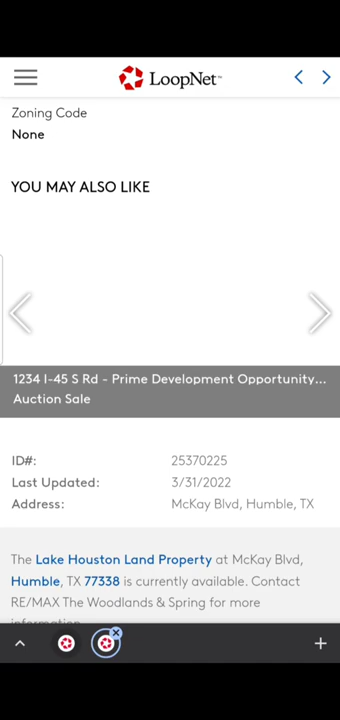 LoopNet™
Zoning Code
None
YOU MAY ALSO LIKE
1234 I-45 S Rd - Prime Development Opportunity...
Auction Sale
ID#: 25370225
Last Updated: 3/31/2022
Address: McKay Blvd, Humble, TX
The Lake Houston Land Property at McKay Blvd,
Humble, TX 77338 is currently available. Contact
RE/MAX The Woodlands & Spring for more
information